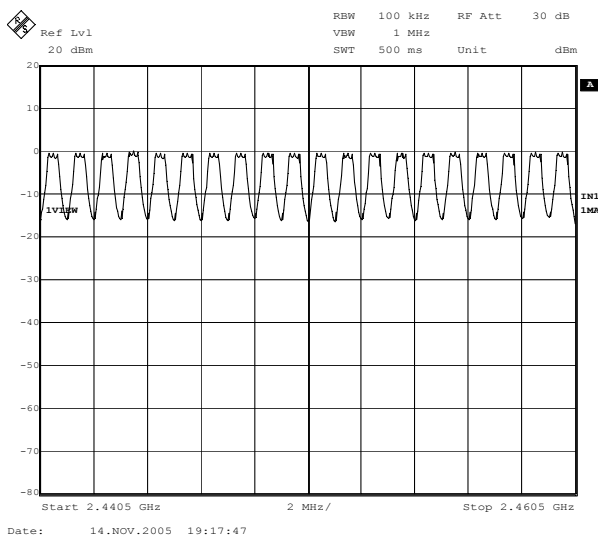 RBW 100 kHz RF Att 30 dB
Ref Lvl VBW 1 MHz
20 dBm SWT 500 ms Unit dBm
20
A
10
0
-10
IN1
1VIEW 1MA
-20
-30
-40
-50
-60
-70
-80
Start 2.4405 GHz 2 MHz/ Stop 2.4605 GHz
Date: 14.NOV.2005 19:17:47